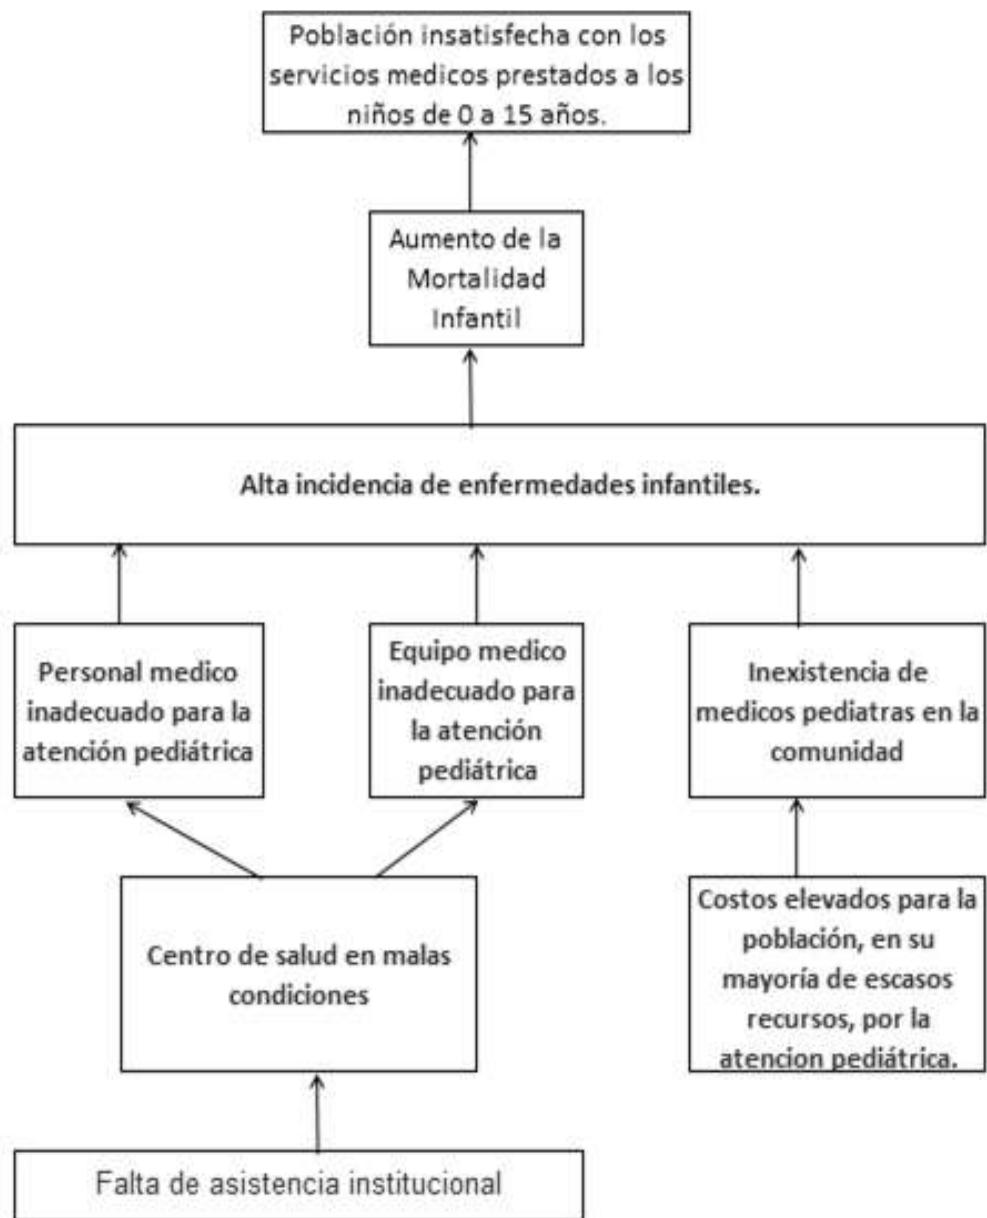 Población insatisfecha con los
servicios medicos prestados a los
niños de 0 a 15 años.
Aumento de la
Mortalidad
Infantil
Alta incidencia de enfermedades infantiles.
Personal medico
inadecuado para la
atención pediátrica
Equipo medico
inadecuado para
la atención
pediátrica
Inexistencia de
medicos pediatras en la
comunidad
Centro de salud en malas
condiciones
Costos elevados para la
población, en su
mayoría de escasos
recursos, por la
atencion pediátrica.
Falta de asistencia institucional